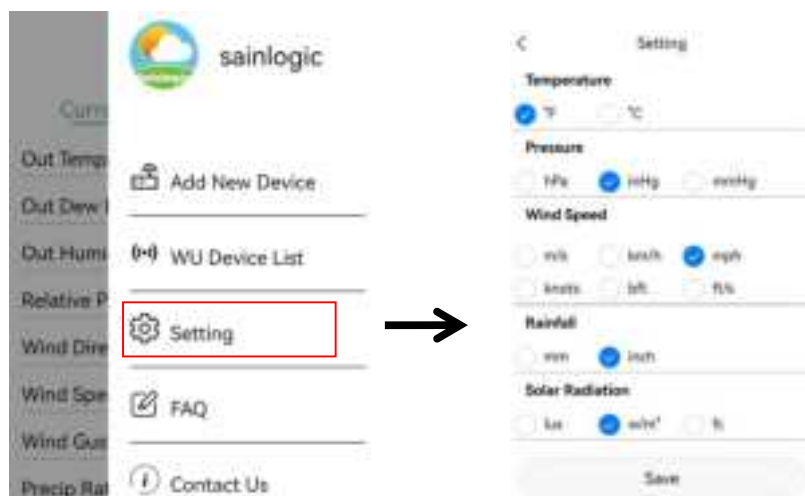 sainlogic
Curre
Out Temp
Out Dew
Out Humi
Relative P
Wind Dire
Wind Spe
Wind Gus
Precip Rat
Add New Device
WU Device List
Setting
FAQ
Contact Us
Setting
Temperature
°F °C
Pressure
hPa inHg mmHg
Wind Speed
m/s km/h mph
knots bft ft/s
Rainfall
mm inch
Solar Radiation
lux w/m² fc
Save